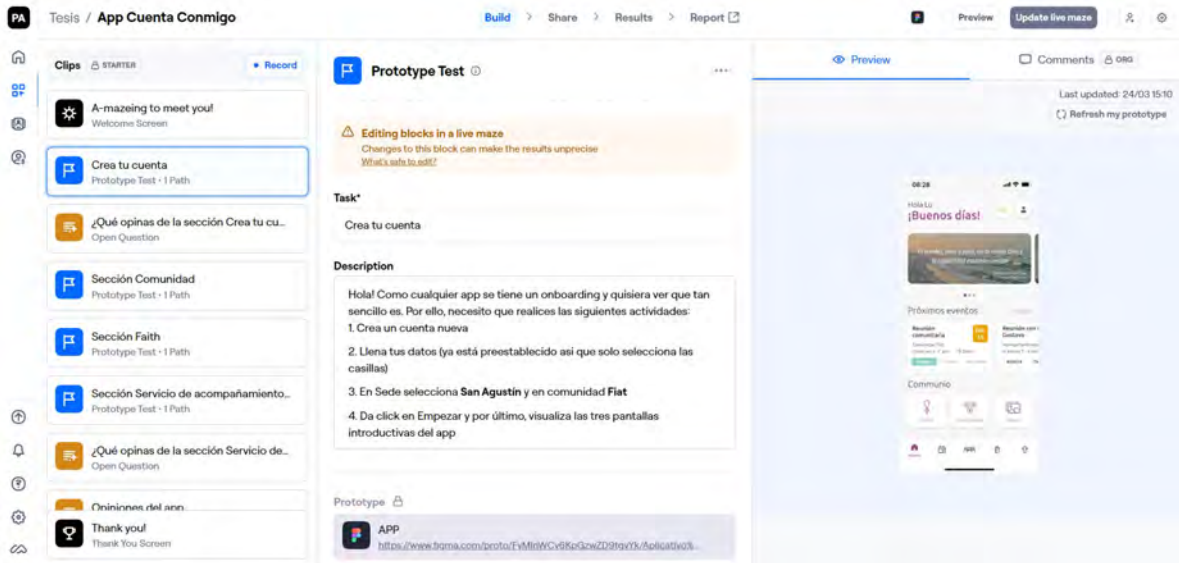 PA
Tesis / App Cuenta Conmigo
Build > Share > Results > Report
Preview
Update live maze
Clips
STARTER
Record
A-mazeing to meet you!
Welcome Screen
Crea tu cuenta
Prototype Test • 1 Path
¿Qué opinas de la sección Crea tu cu...
Open Question
Sección Comunidad
Prototype Test • 1 Path
Sección Faith
Prototype Test • 1 Path
Sección Servicio de acompañamiento...
Prototype Test • 1 Path
¿Qué opinas de la sección Servicio de...
Open Question
Opiniones del app
Thank you!
Thank You Screen
Prototype Test
Editing blocks in a live maze
Changes to this block can make the results unprecise
What's safe to edit?
Task*
Crea tu cuenta
Description
Hola! Como cualquier app se tiene un onboarding y quisiera ver que tan
sencillo es. Por ello, necesito que realices las siguientes actividades:
1. Crea un cuenta nueva
2. Llena tus datos (ya está preestablecido asi que solo selecciona las
casillas)
3. En Sede selecciona San Agustín y en comunidad Fiat
4. Da click en Empezar y por último, visualiza las tres pantallas
introductivas del app
Prototype
APP
Preview
Comments
ORG
Last updated: 24/03 15:10
Refresh my prototype
08:28
Hola Lu
¡Buenos días!
Próximos eventos
Reunión
comunitaria
Reunión con
Communio